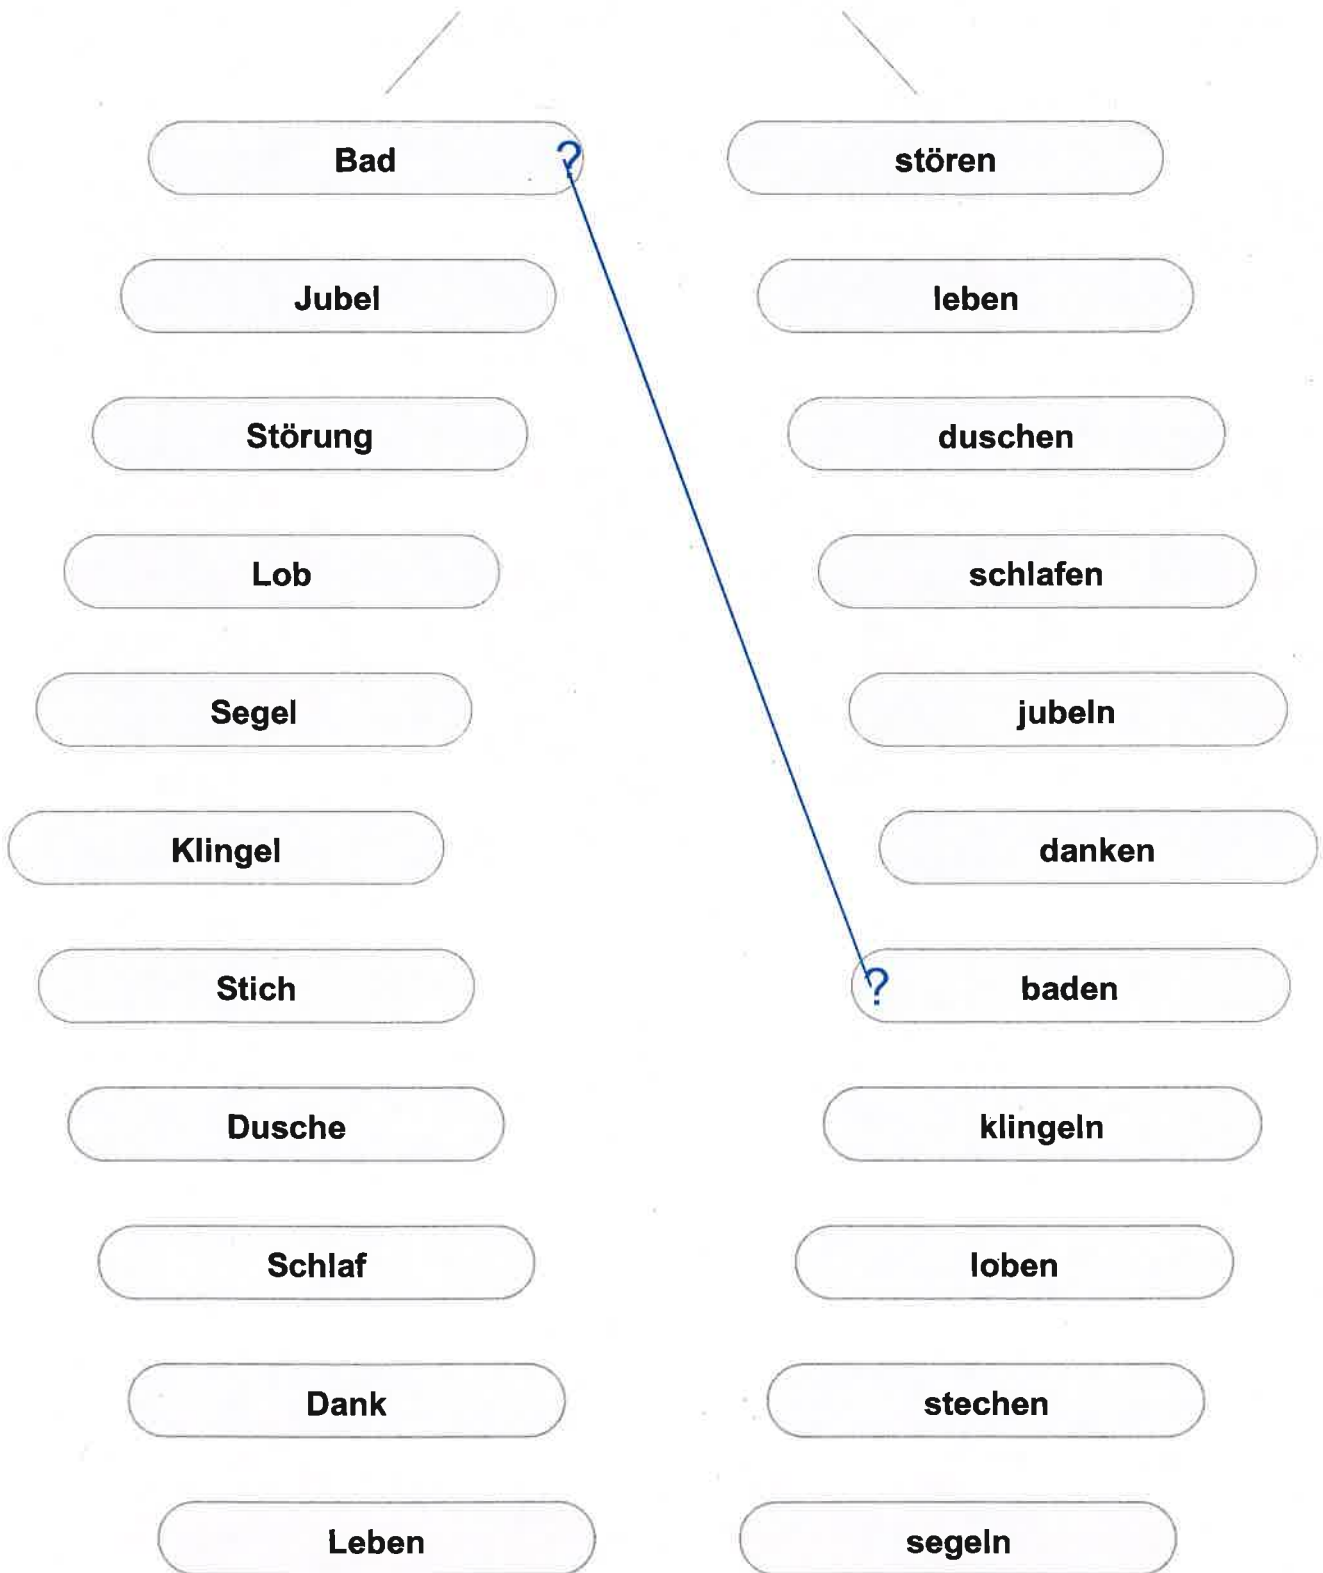 Bad ? stören
Jubel leben
Störung duschen
Lob schlafen
Segel jubeln
Klingel danken
Stich ? baden
Dusche klingeln
Schlaf loben
Dank stechen
Leben segeln